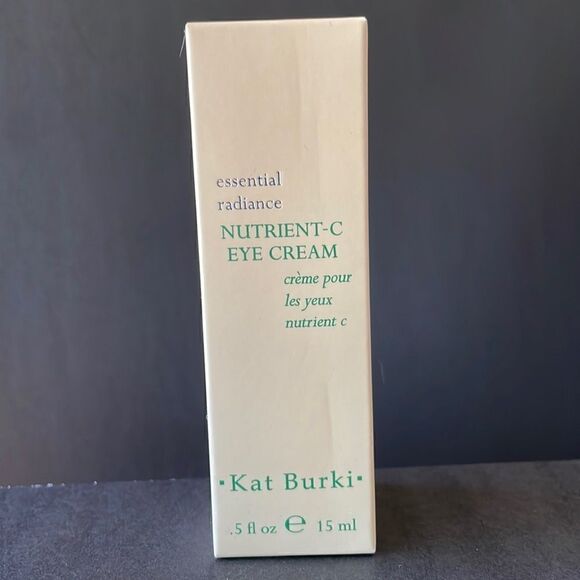 essential
radiance
NUTRIENT-C
EYE CREAM
crème pour
les yeux
nutrient c
·Kat Burki·
.5 fl oz ℮ 15 ml